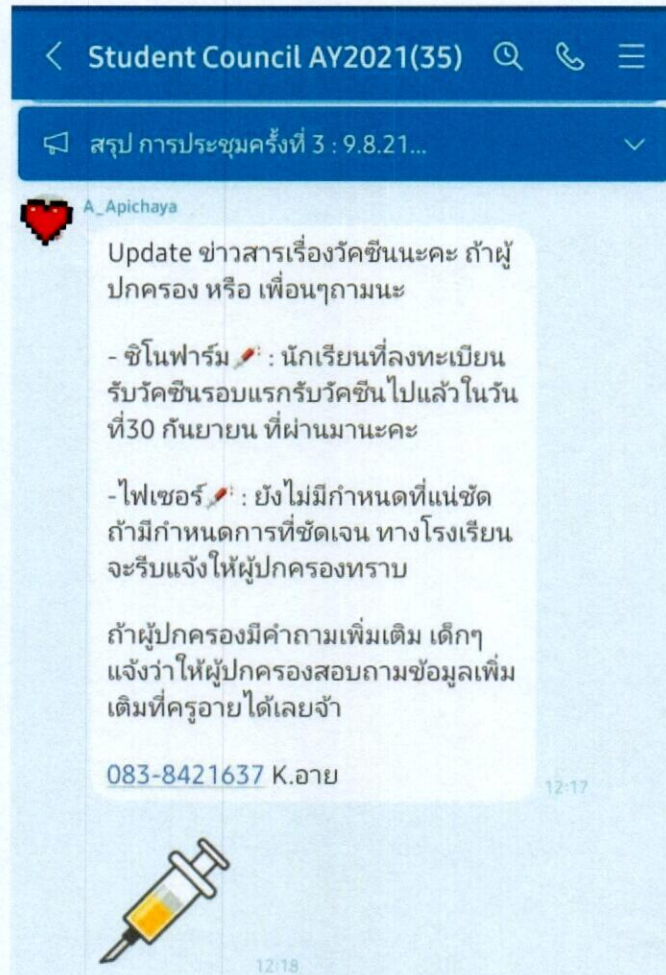 Student Council AY2021(35)
สรุป การประชุมครั้งที่ 3 : 9.8.21...
A_Apichaya
Update ข่าวสารเรื่องวัคซีนนะคะ ถ้าผู้
ปกครอง หรือ เพื่อนๆถามนะ
- ซิโนฟาร์ม : นักเรียนที่ลงทะเบียน
รับวัคซีนรอบแรกรับวัคซีนไปแล้วในวัน
ที่30 กันยายน ที่ผ่านมานะคะ
-ไฟเซอร์ : ยังไม่มีกำหนดที่แน่ชัด
ถ้ามีกำหนดการที่ชัดเจน ทางโรงเรียน
จะรีบแจ้งให้ผู้ปกครองทราบ
ถ้าผู้ปกครองมีคำถามเพิ่มเติม เด็กๆ
แจ้งว่าให้ผู้ปกครองสอบถามข้อมูลเพิ่ม
เติมที่ครูอายได้เลยจ้า
083-8421637 K.อาย
12:17
12:18